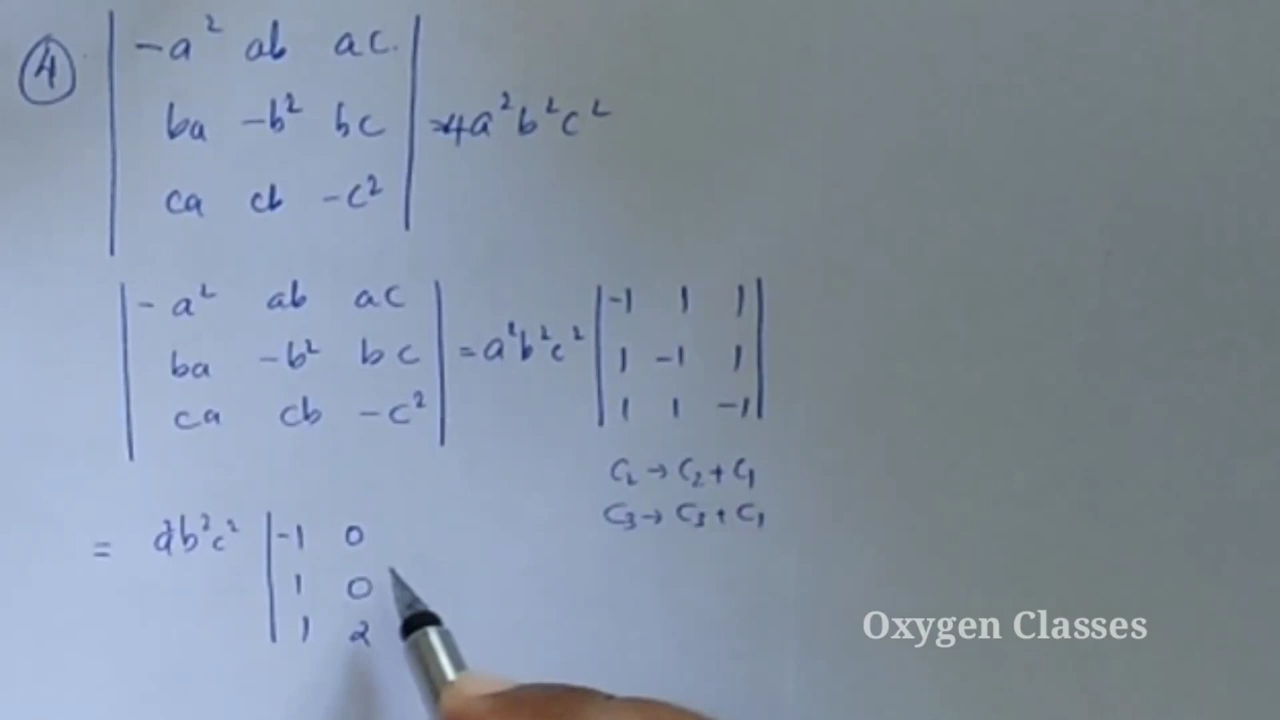 ④ | -a² ab ac |
| ba -b² bc | = 4a²b²c²
| ca cb -c² |
| -a² ab ac | | -1 1 1 |
| ba -b² bc | = a²b²c² | 1 -1 1 |
| ca cb -c² | | 1 1 -1 |
C₂ → C₂ + C₁
C₃ → C₃ + C₁
= a²b²c² | -1 0
| 1 0
| 1 2
Oxygen Classes